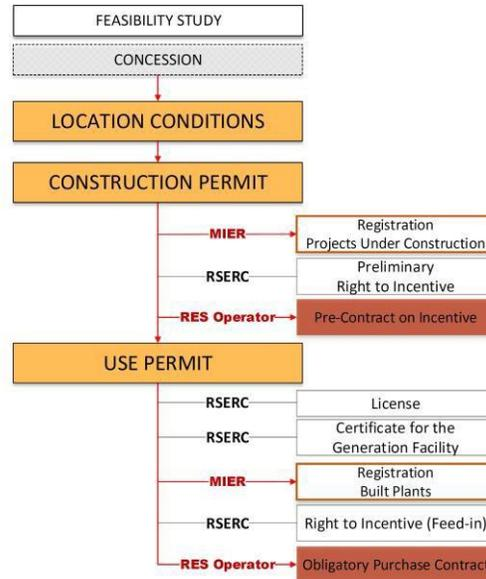 FEASIBILITY STUDY
CONCESSION
LOCATION CONDITIONS
CONSTRUCTION PERMIT
MIER
Registration
Projects Under Construction
RSERC
Preliminary
Right to Incentive
RES Operator
Pre-Contract on Incentive
USE PERMIT
RSERC
License
RSERC
Certificate for the
Generation Facility
MIER
Registration
Built Plants
RSERC
Right to Incentive (Feed-in)
RES Operator
Obligatory Purchase Contract